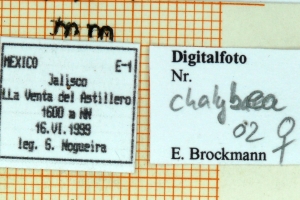 mm
MEXICO E-1
Jalisco
La Venta del Astillero
1600 m NN
16.VI.1999
leg. G. Nogueira
Digitalfoto
Nr.
chalybaea
02 ♀
E. Brockmann